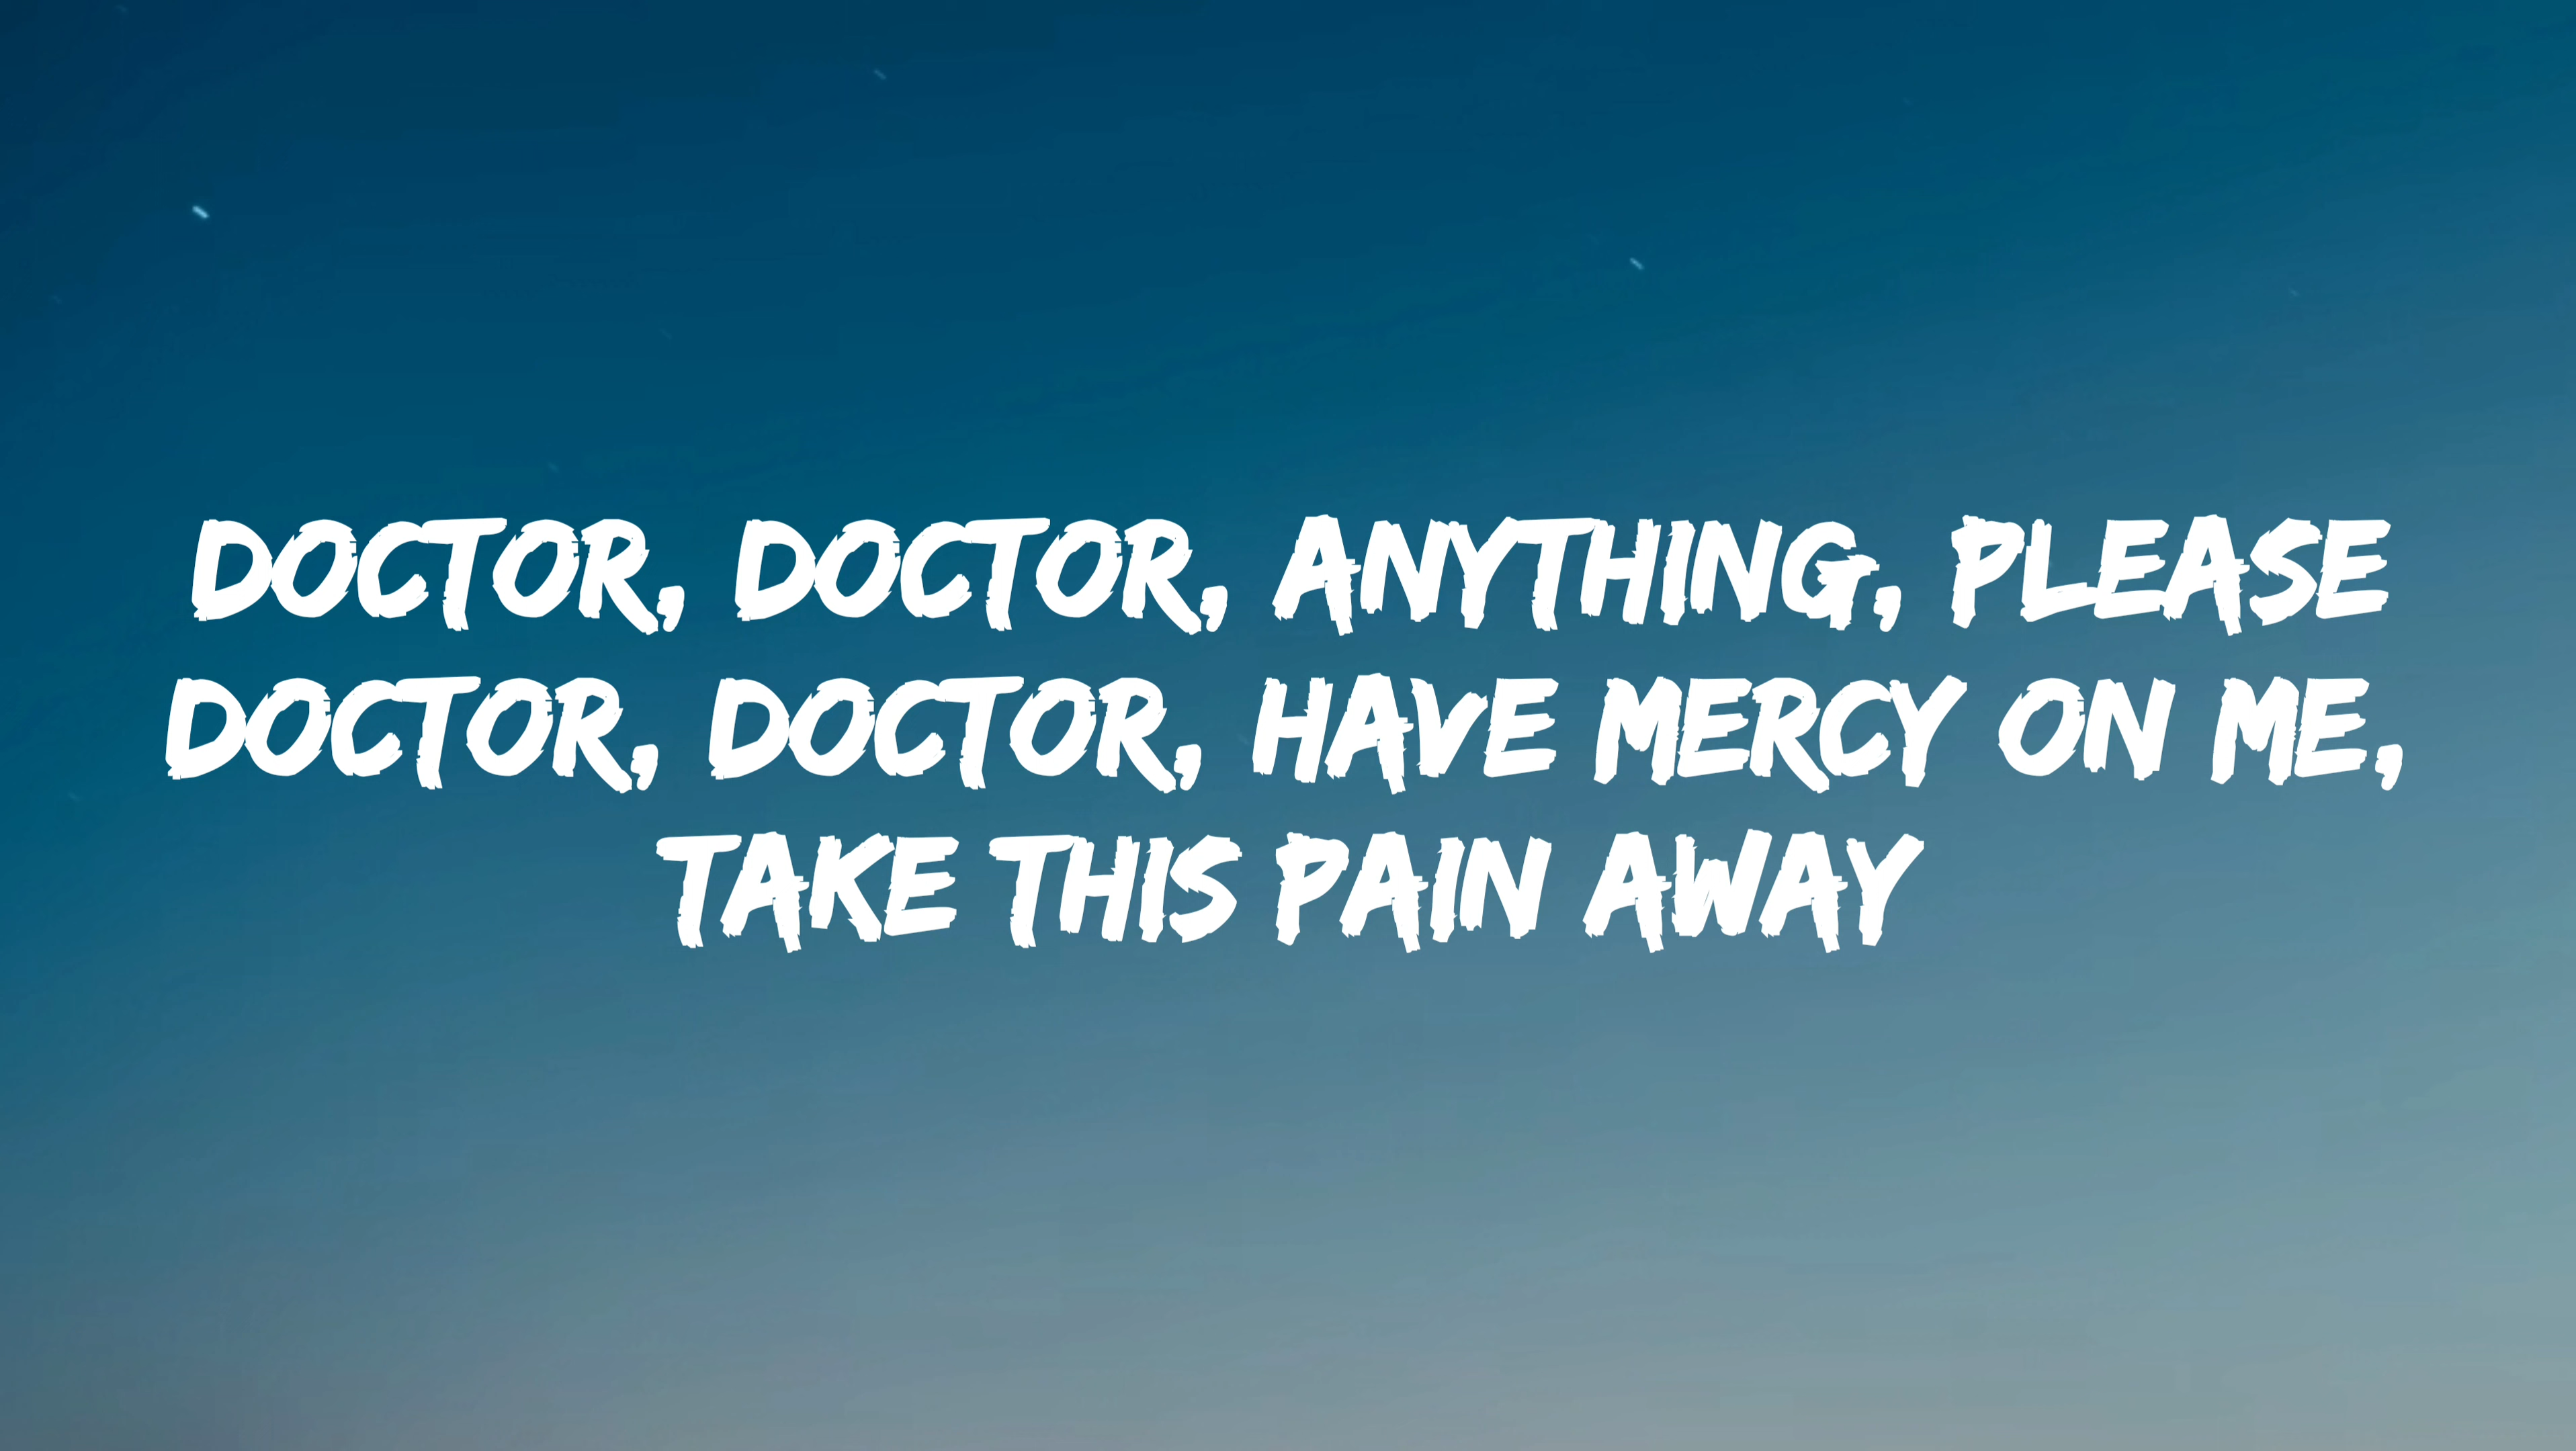 DOCTOR, DOCTOR, ANYTHING, PLEASE
DOCTOR, DOCTOR, HAVE MERCY ON ME,
TAKE THIS PAIN AWAY